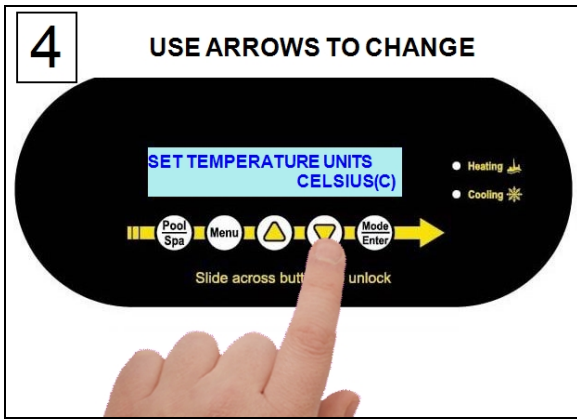 4
USE ARROWS TO CHANGE
SET TEMPERATURE UNITS
CELSIUS(C)
Heating
Cooling
Pool
Spa
Menu
Mode
Enter
Slide across but unlock